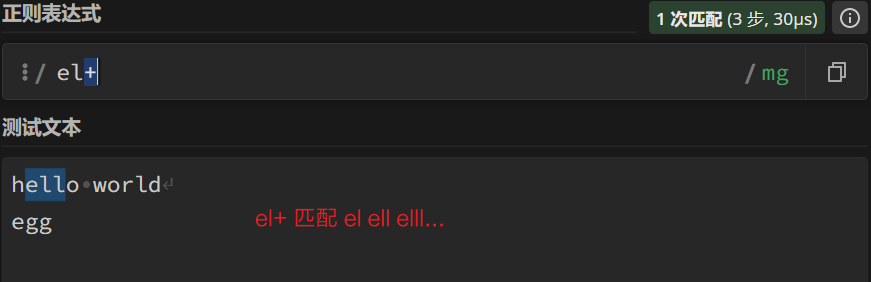 正则表达式
1 次匹配 (3 步, 30μs)
/ el+ / mg
测试文本
hello world
egg
el+ 匹配 el ell elll...